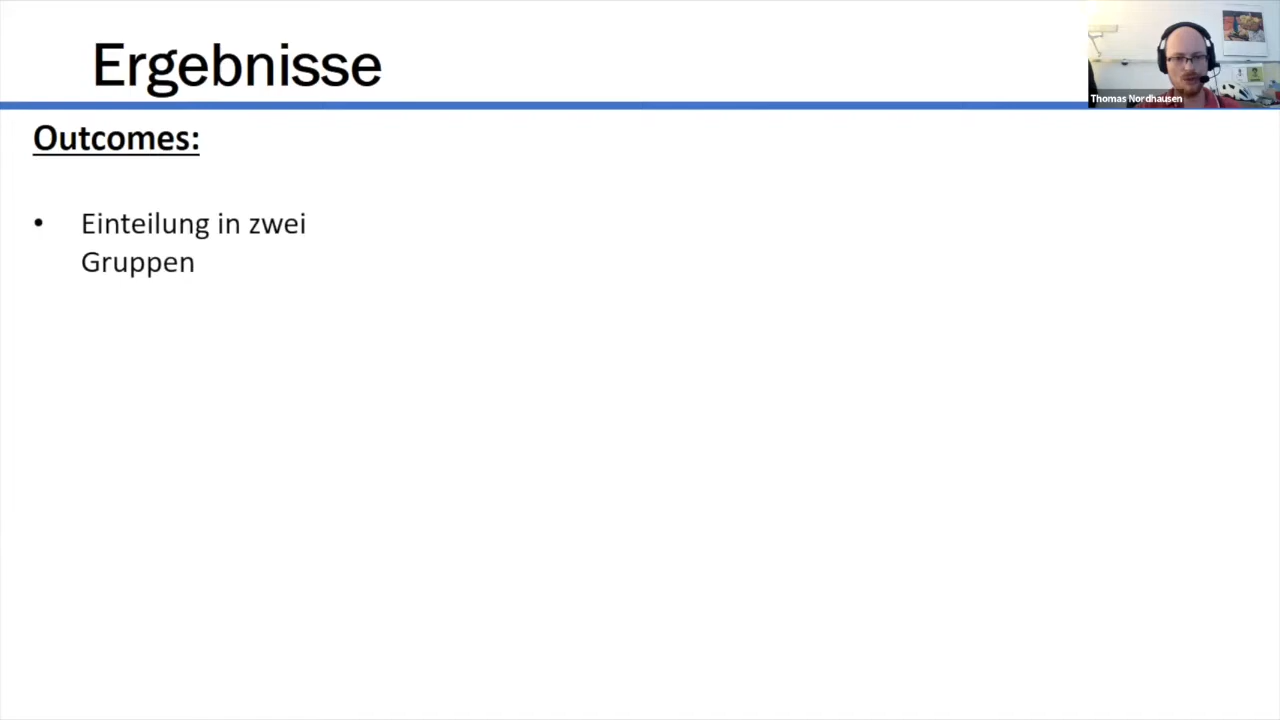 Ergebnisse
Thomas Nordhausen
Outcomes:
• Einteilung in zwei
Gruppen